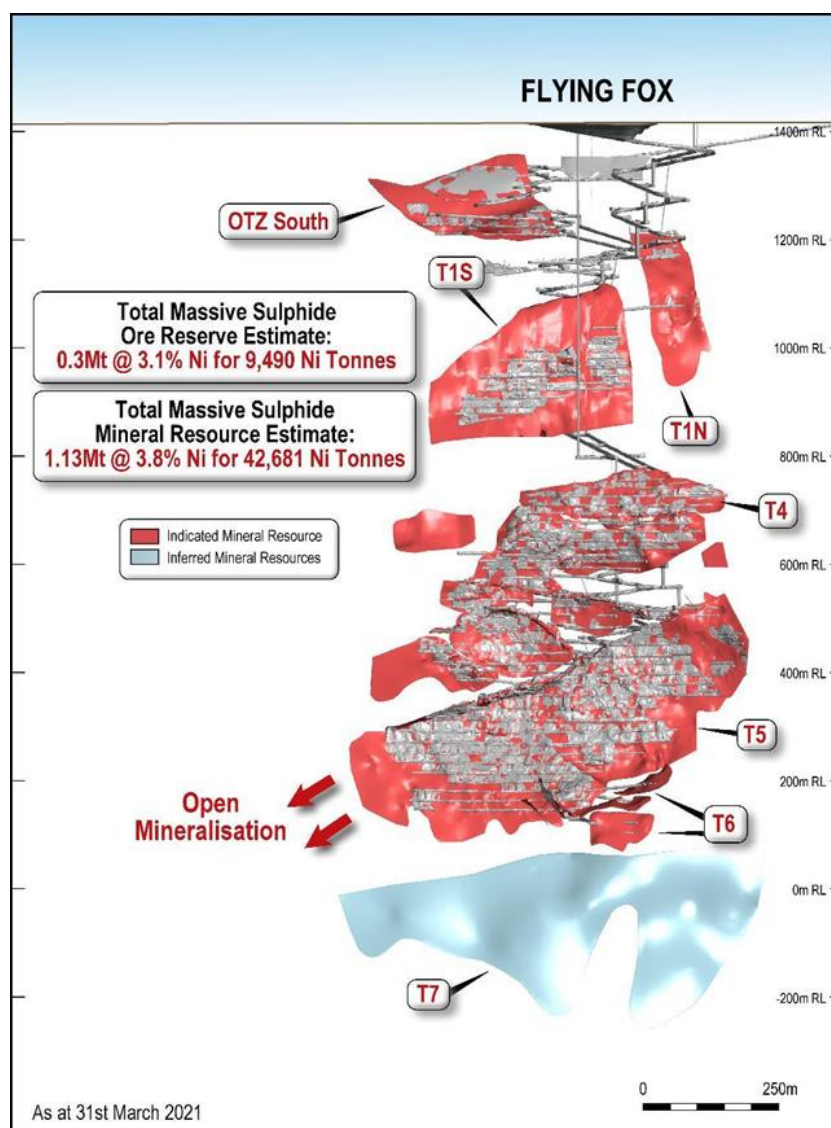 FLYING FOX
1400m RL
OTZ South
1200m RL
T1S
Total Massive Sulphide
Ore Reserve Estimate:
0.3Mt @ 3.1% Ni for 9,490 Ni Tonnes
1000m RL
Total Massive Sulphide
Mineral Resource Estimate:
1.13Mt @ 3.8% Ni for 42,681 Ni Tonnes
T1N
800m RL
T4
Indicated Mineral Resource
Inferred Mineral Resources
600m RL
400m RL
T5
200m RL
Open
Mineralisation
T6
0m RL
T7
-200m RL
0 250m
As at 31st March 2021